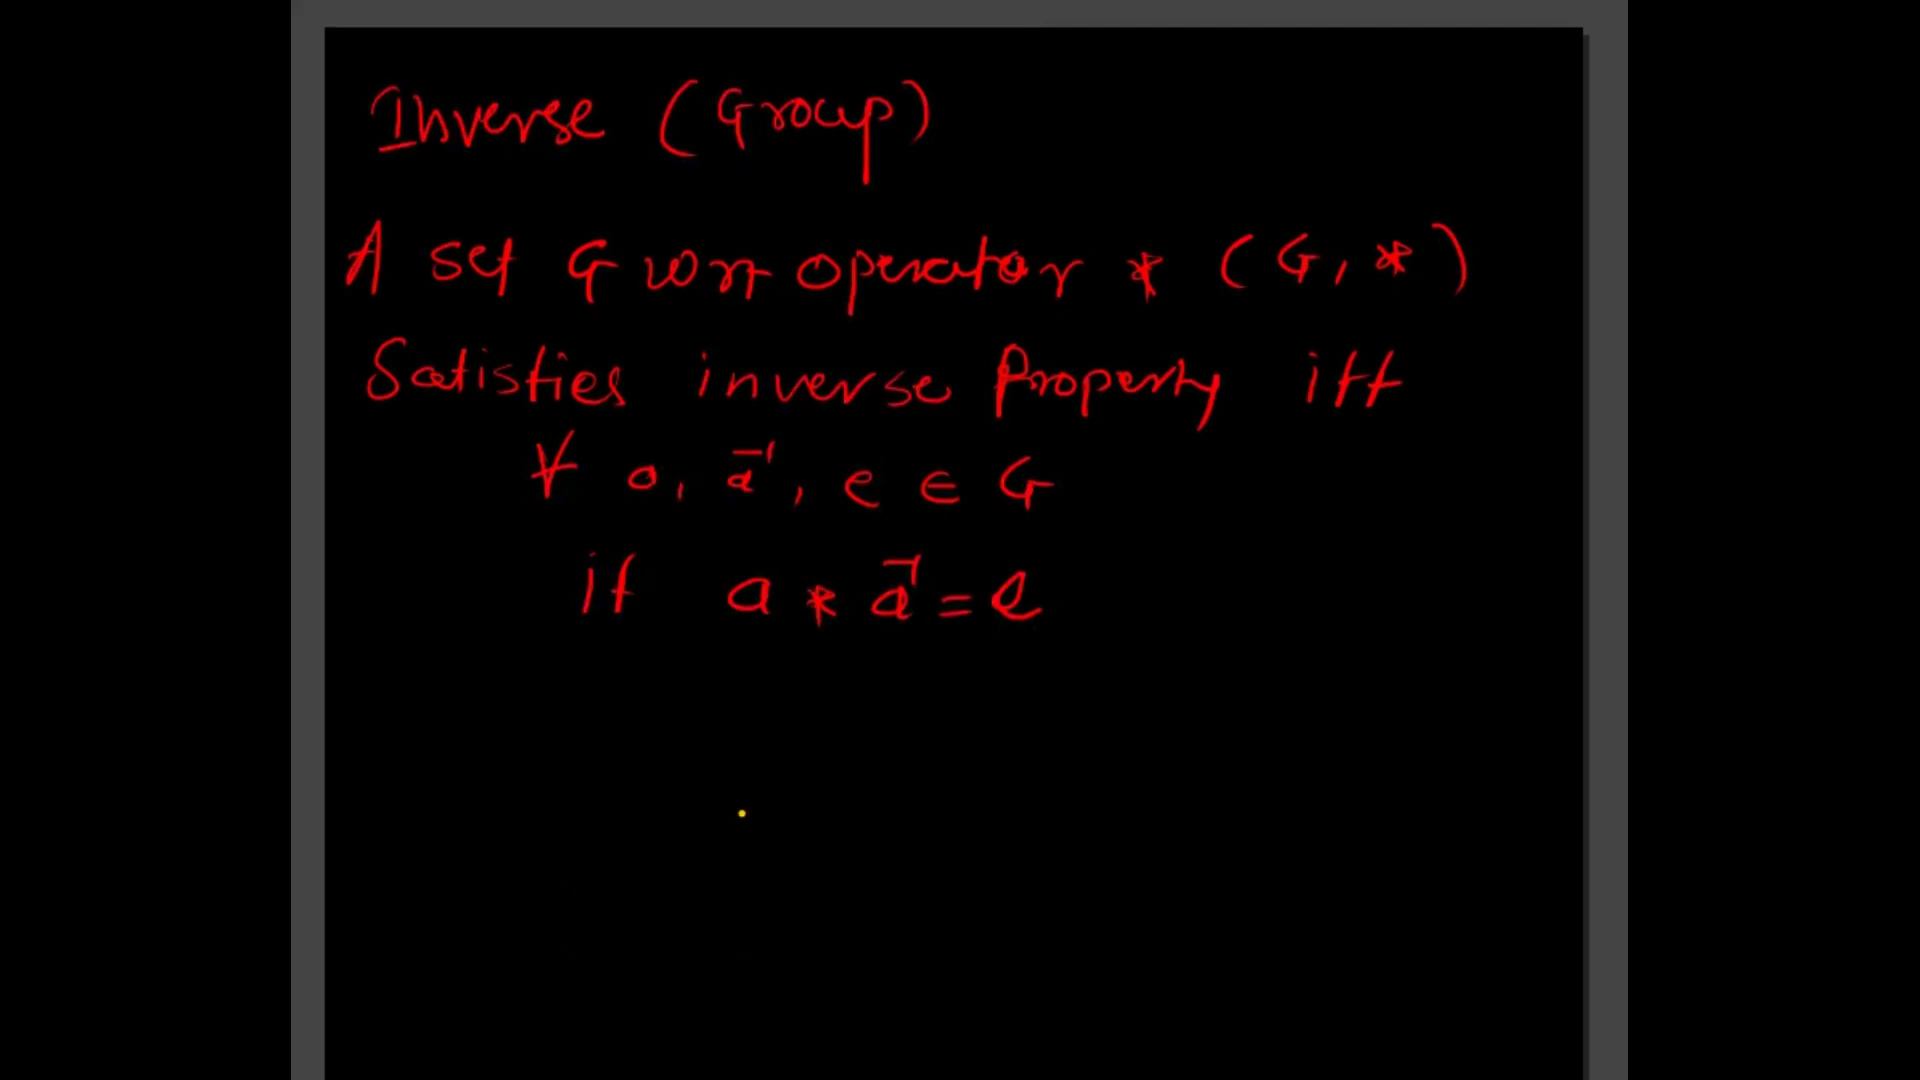 Inverse (Group)
A set G wrt operator * (G, *)
Satisfies inverse Property iff
∀ a, a⁻¹, e ∈ G
if a * a⁻¹ = e